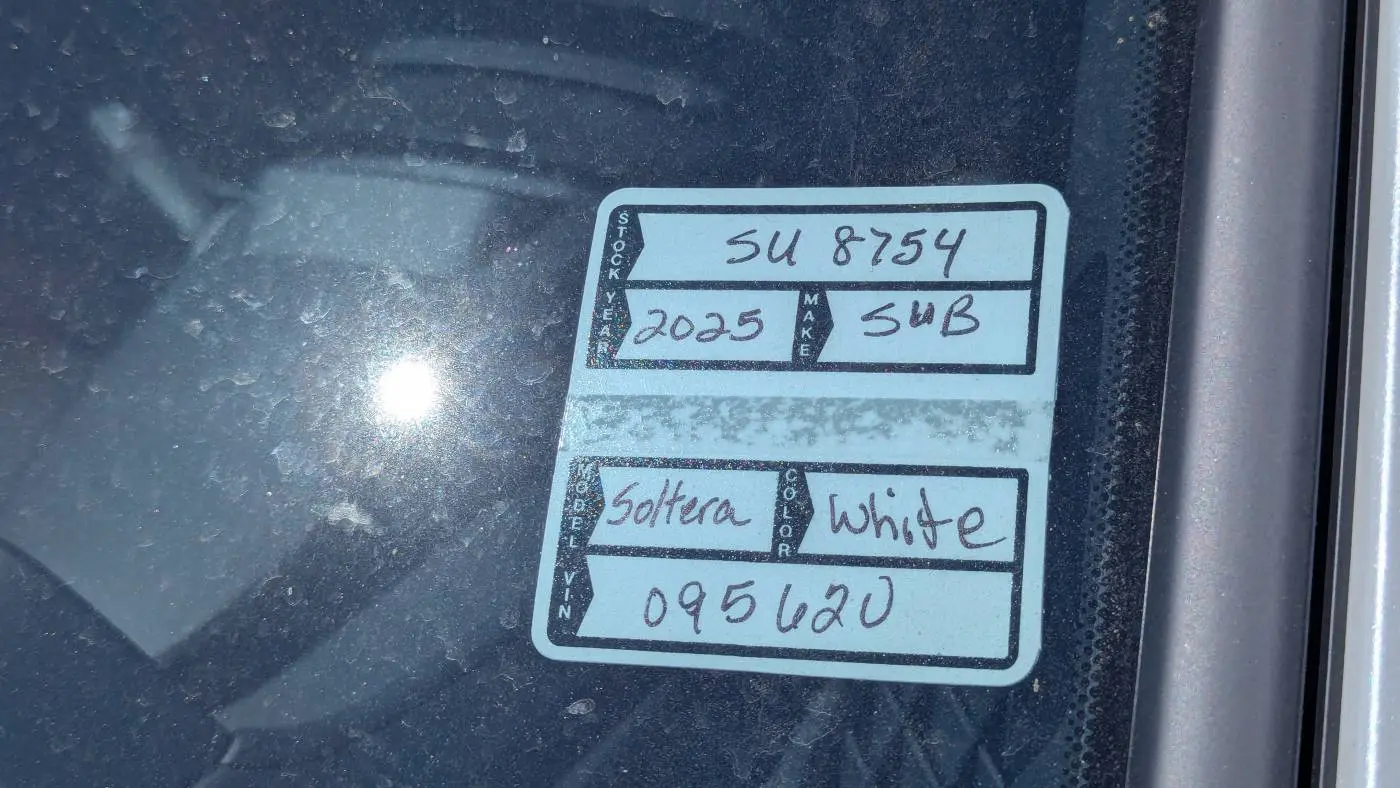 STOCK SU 8754
YEAR 2025 MAKE SUB
MODEL Soltera COLOR White
VIN 095620